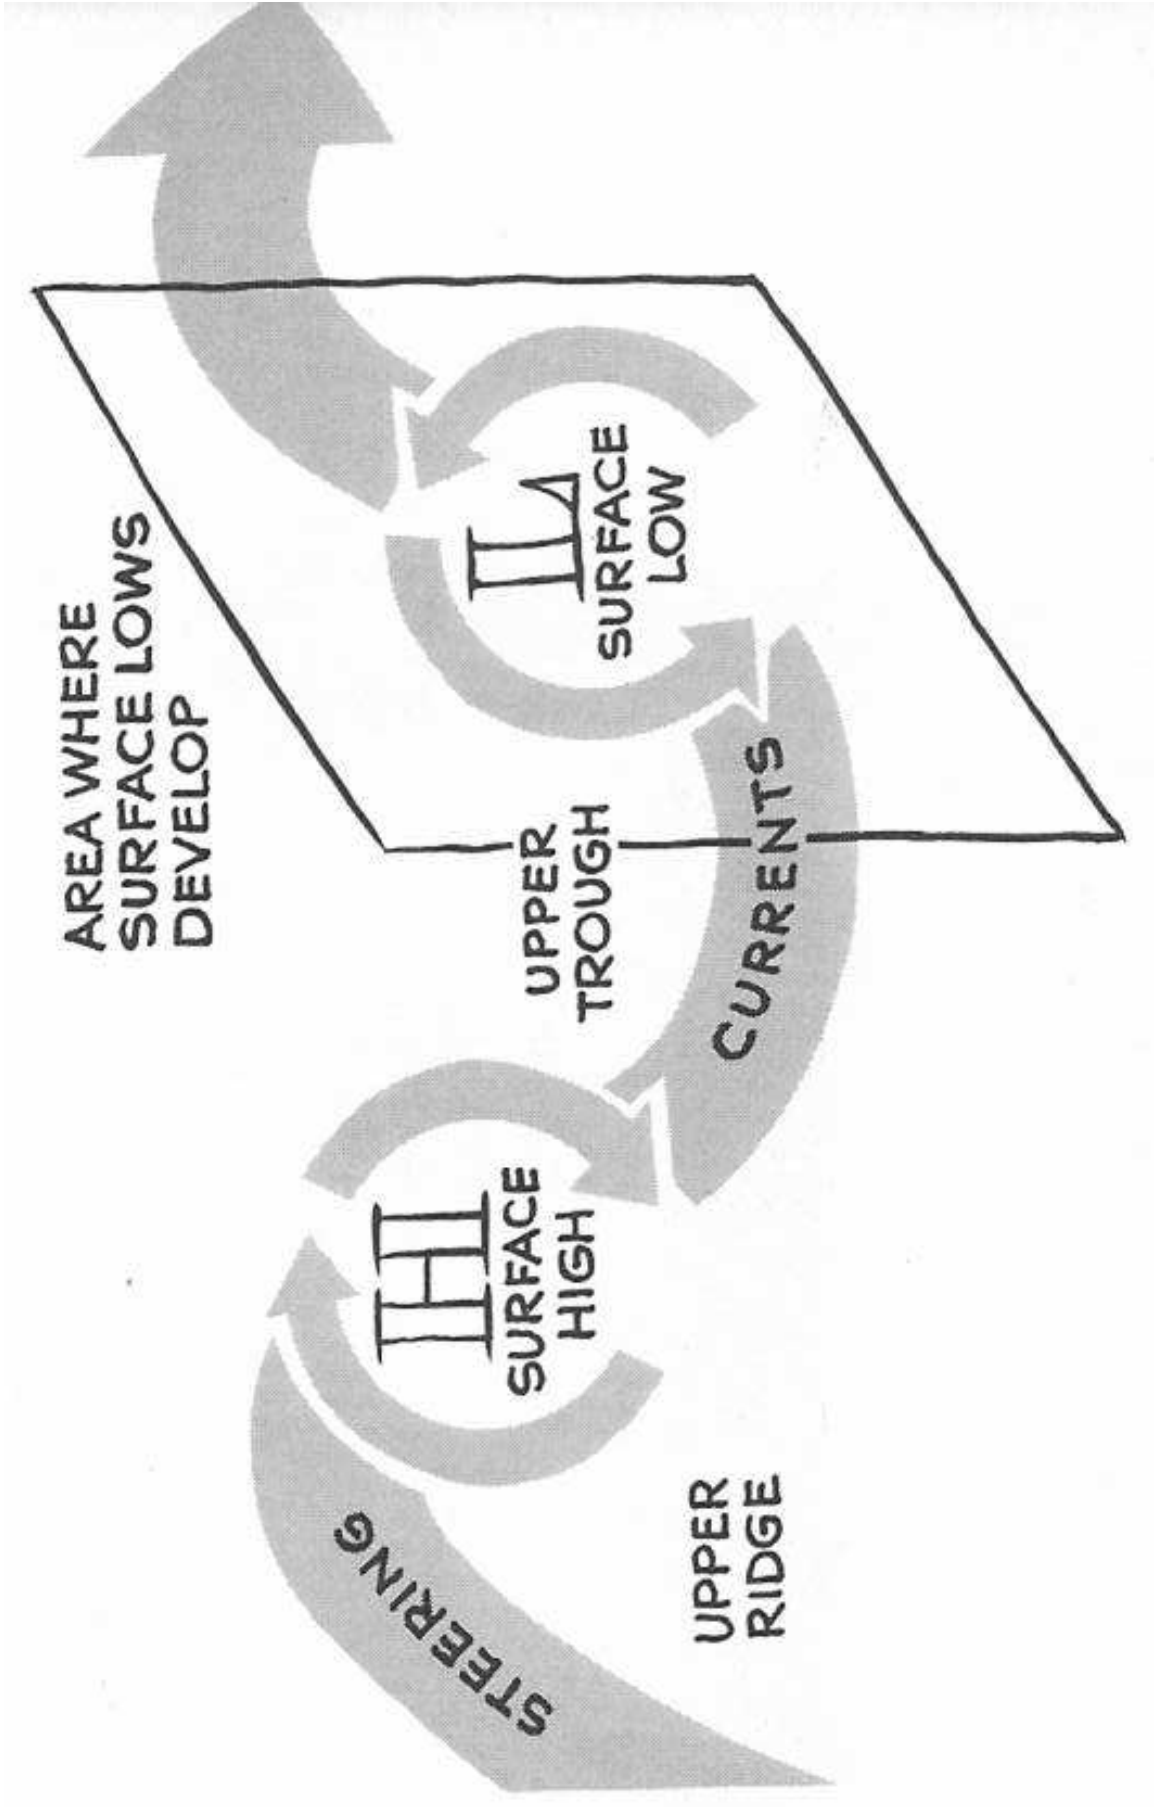 AREA WHERE
SURFACE LOWS
DEVELOP
STEERING
H
SURFACE
HIGH
UPPER
RIDGE
UPPER
TROUGH
CURRENTS
L
SURFACE
LOW